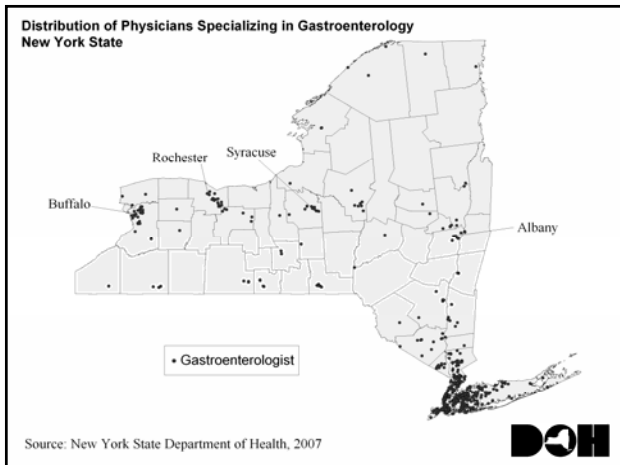 Distribution of Physicians Specializing in Gastroenterology
New York State
Syracuse
Rochester
Buffalo
Albany
Gastroenterologist
Source: New York State Department of Health, 2007
DOH